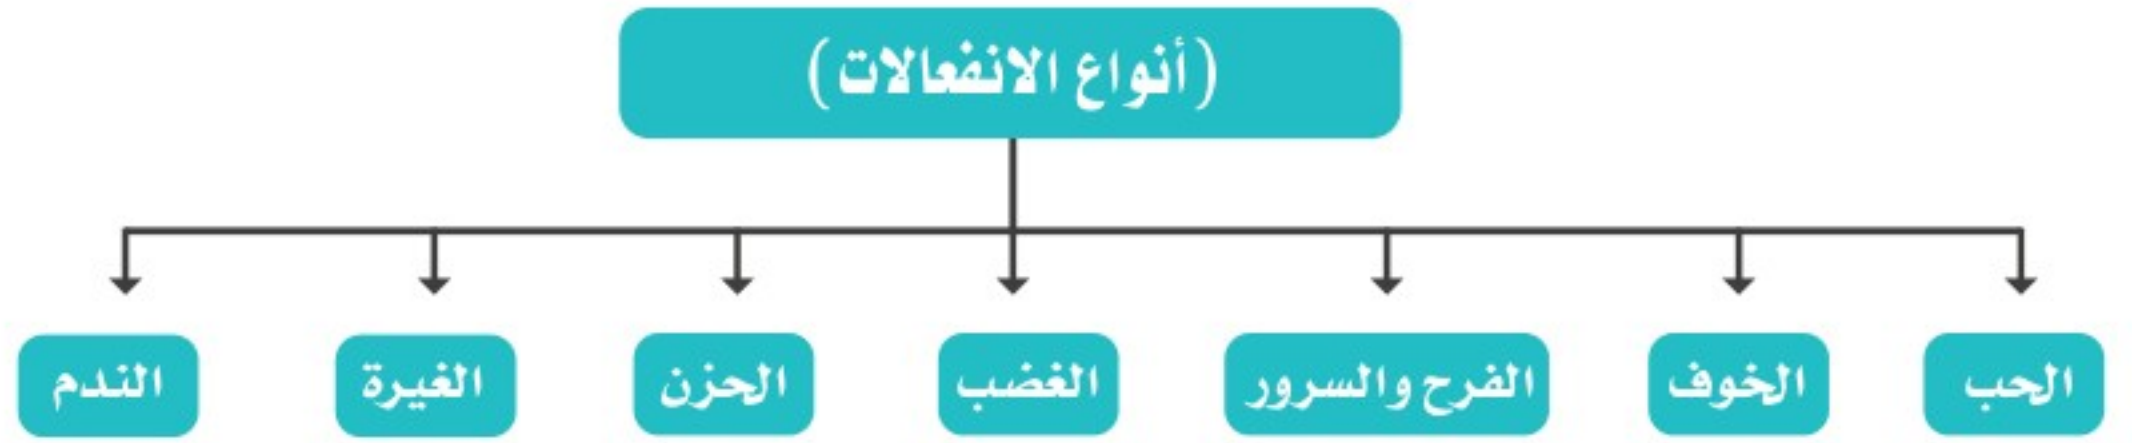 (أنواع الانفعالات)
الحب
الخوف
الفرح والسرور
الغضب
الحزن
الغيرة
الندم